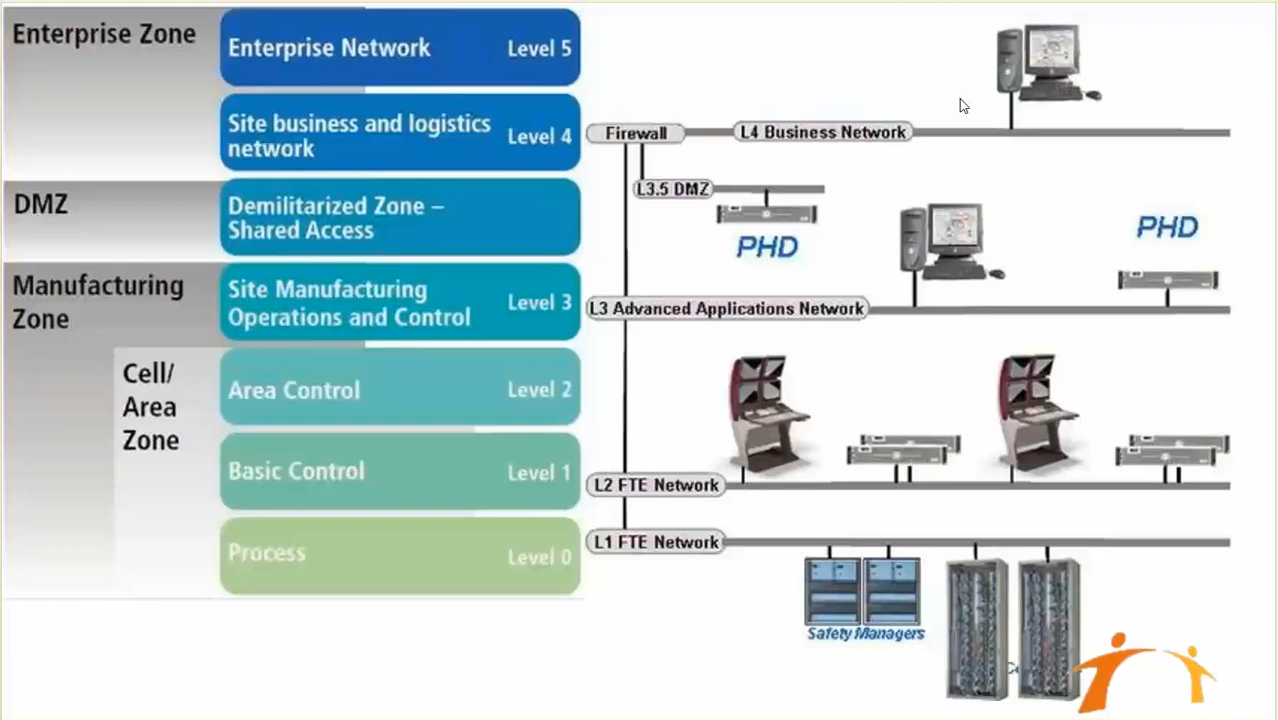 Enterprise Zone
Enterprise Network
Level 5
Site business and logistics
network
Level 4
DMZ
Demilitarized Zone –
Shared Access
Manufacturing
Zone
Site Manufacturing
Operations and Control
Level 3
Cell/
Area
Zone
Area Control
Level 2
Basic Control
Level 1
Process
Level 0
Firewall
L4 Business Network
L3.5 DMZ
PHD
PHD
L3 Advanced Applications Network
L2 FTE Network
L1 FTE Network
Safety Managers